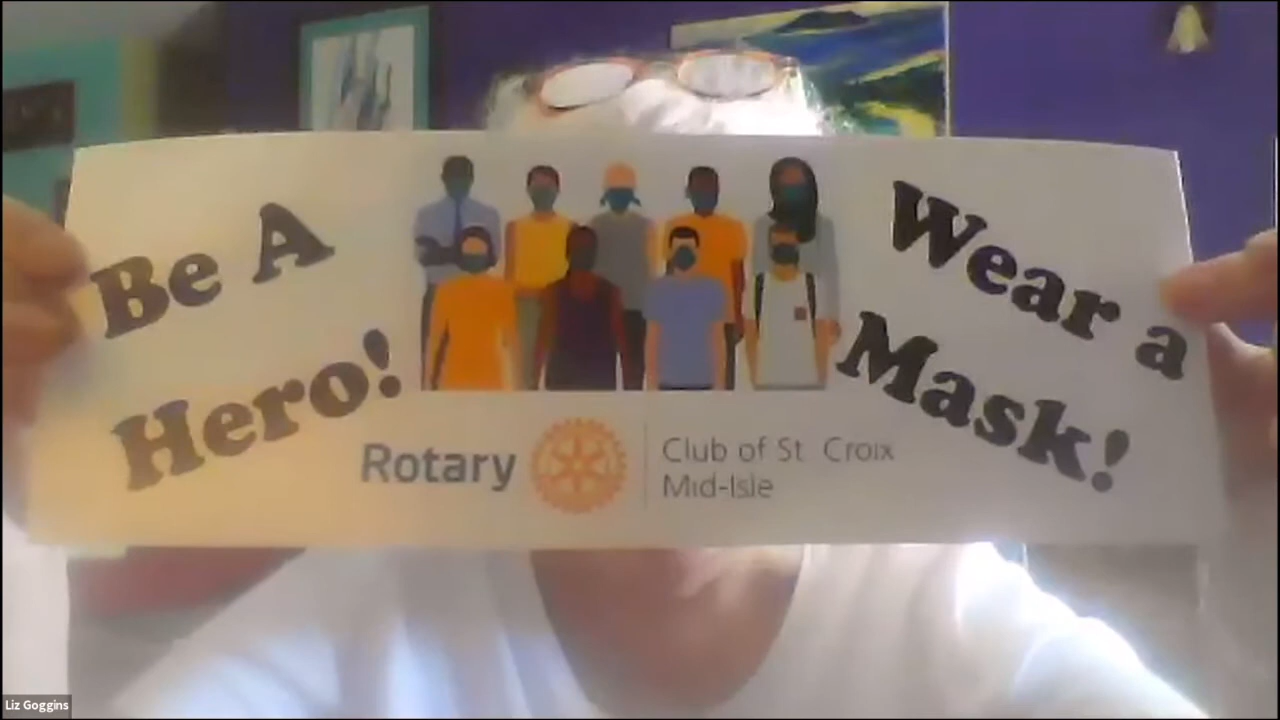 Be A
Hero!
Wear a
Mask!
Rotary
Club of St Croix
Mid-Isle
Liz Goggins